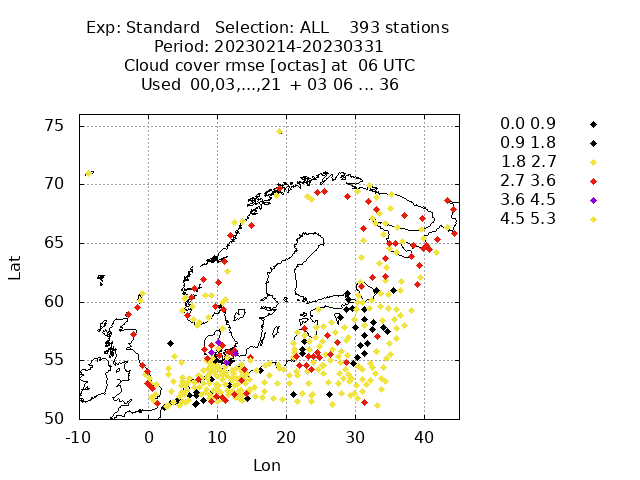 Exp: Standard   Selection: ALL    393 stations
Period: 20230214-20230331
Cloud cover rmse [octas] at  06 UTC
Used  00,03,...,21  + 03 06 ... 36
0.0 0.9
0.9 1.8
1.8 2.7
2.7 3.6
3.6 4.5
4.5 5.3
75
70
65
60
55
50
Lat
-10 0 10 20 30 40
Lon